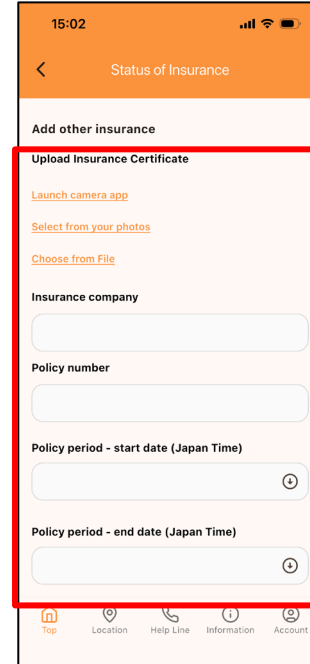 15:02
Status of Insurance
Add other insurance
Upload Insurance Certificate
Launch camera app
Select from your photos
Choose from File
Insurance company
Policy number
Policy period - start date (Japan Time)
Policy period - end date (Japan Time)
Top Location Help Line Information Account